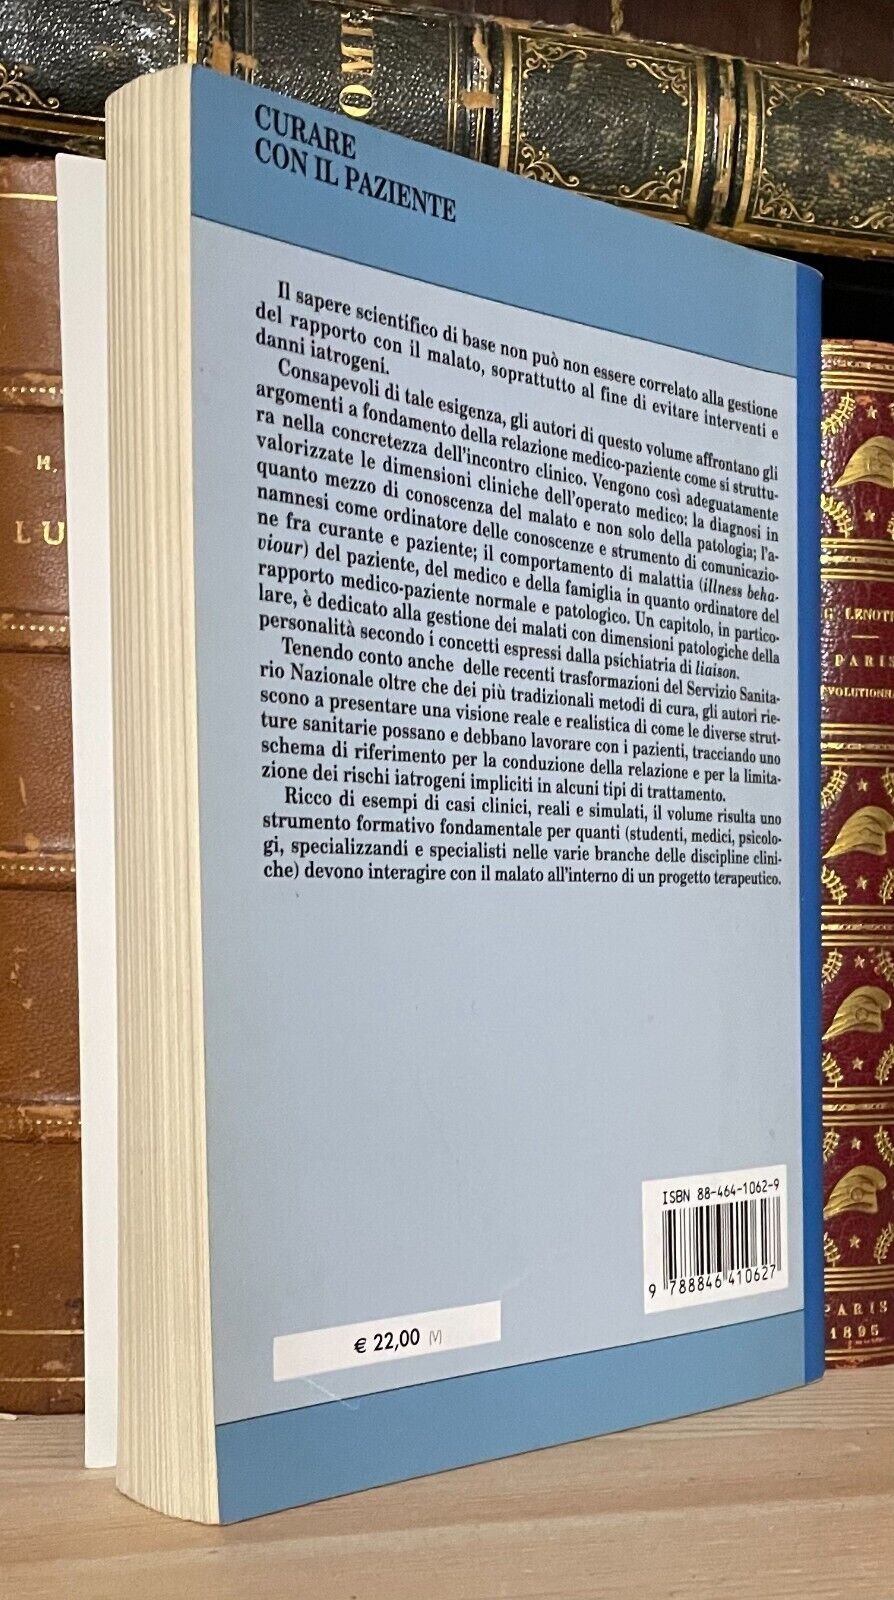 OME
H.
LU
CURARE
CON IL PAZIENTE
Il sapere scientifico di base non può non essere correlato alla gestione
del rapporto con il malato, soprattutto al fine di evitare interventi e
danni iatrogeni.
Consapevoli di tale esigenza, gli autori di questo volume affrontano gli
argomenti a fondamento della relazione medico-paziente come si struttu-
ra nella concretezza dell'incontro clinico. Vengono così adeguatamente
valorizzate le dimensioni cliniche dell'operato medico; la diagnosi in
quanto mezzo di conoscenza del malato e non solo della patologia; l'a-
namnesi come ordinatore delle conoscenze e strumento di comunicazio-
ne fra curante e paziente; il comportamento di malattia (illness beha-
viour) del paziente, del medico e della famiglia in quanto ordinatore del
rapporto medico-paziente normale e patologico. Un capitolo, in partico-
lare, è dedicato alla gestione dei malati con dimensioni patologiche della
personalità secondo i concetti espressi dalla psichiatria di liaison.
Tenendo conto anche delle recenti trasformazioni del Servizio Sanita-
rio Nazionale oltre che dei più tradizionali metodi di cura, gli autori rie-
scono a presentare una visione reale e realistica di come le diverse strut-
ture sanitarie possano e debbano lavorare con i pazienti, tracciando uno
schema di riferimento per la conduzione della relazione e per la limita-
zione dei rischi iatrogeni impliciti in alcuni tipi di trattamento.
Ricco di esempi di casi clinici, reali e simulati, il volume risulta uno
strumento formativo fondamentale per quanti (studenti, medici, psicolo-
gi, specializzandi e specialisti nelle varie branche delle discipline clini-
che) devono interagire con il malato all'interno di un progetto terapeutico.
ISBN 88-464-1062-9
9 788846 410627
€ 22,00 (V)
G. LENOT
PARIS
VOLUTIONNA
PARIS
1895